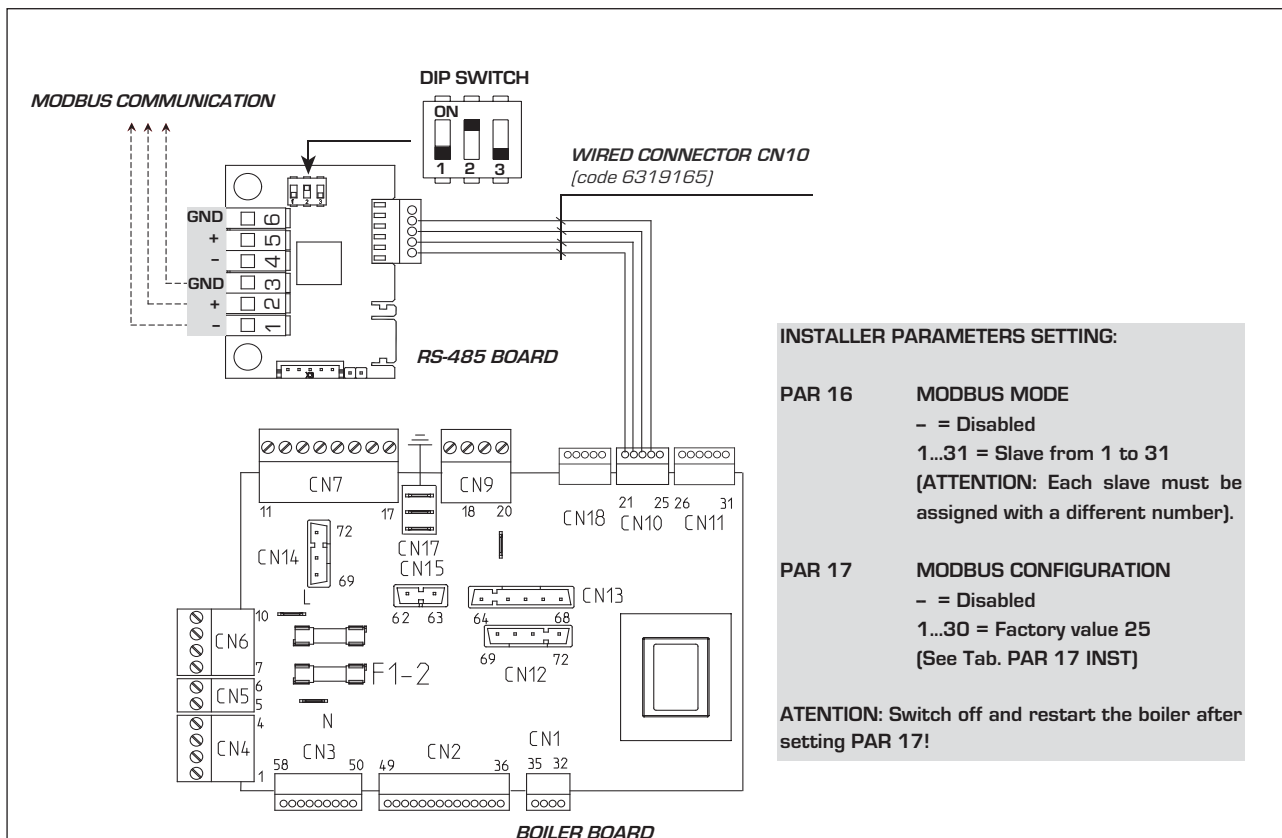 DIP SWITCH
MODBUS COMMUNICATION
ON
1 2 3
WIRED CONNECTOR CN10
(code 6319165)
1 2 3
GND 6
+ 5
– 4
GND 3
+ 2
– 1
RS-485 BOARD
INSTALLER PARAMETERS SETTING:
PAR 16 MODBUS MODE
– = Disabled
1...31 = Slave from 1 to 31
(ATTENTION: Each slave must be
assigned with a different number).
PAR 17 MODBUS CONFIGURATION
– = Disabled
1...30 = Factory value 25
(See Tab. PAR 17 INST)
ATENTION: Switch off and restart the boiler after
setting PAR 17!
CN7
11 17
CN9
18 20
CN18
21 25
CN10
26 31
CN11
CN17
CN14
72
69
CN15
62 63
CN13
64 68
CN12
69 72
L
F1-2
N
10
CN6
7
6
CN5
5
4
CN4
1
CN3
58 50
CN2
49 36
CN1
35 32
BOILER BOARD